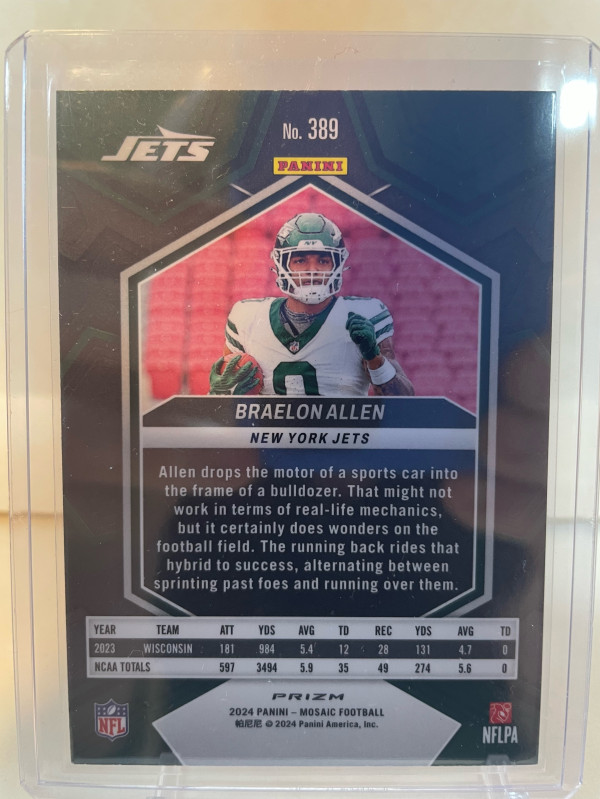 JETS
No. 389
PANINI
BRAELON ALLEN
NEW YORK JETS
Allen drops the motor of a sports car into
the frame of a bulldozer. That might not
work in terms of real-life mechanics,
but it certainly does wonders on the
football field. The running back rides that
hybrid to success, alternating between
sprinting past foes and running over them.
YEAR TEAM ATT YDS AVG TD REC YDS AVG TD
2023 WISCONSIN 181 984 5.4 12 28 131 4.7 0
NCAA TOTALS 597 3494 5.9 35 49 274 5.6 0
PRIZM
2024 PANINI – MOSAIC FOOTBALL
帕尼尼 © 2024 Panini America, Inc.
NFL
NFLPA